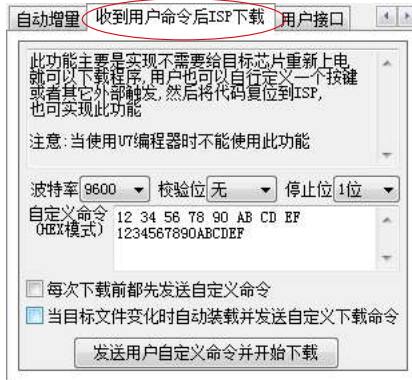 自动增量 收到用户命令后ISP下载 用户接口
此功能主要是实现不需要给目标芯片重新上电
就可以下载程序,用户也可以自行定义一个按键
或者其它外部触发,然后将代码复位到ISP,
也可实现此功能
注意:当使用U7编程器时不能使用此功能
波特率 9600 校验位 无 停止位 1位
自定义命令 12 34 56 78 90 AB CD EF
(HEX模式) 1234567890ABCDEF
每次下载前都先发送自定义命令
当目标文件变化时自动装载并发送自定义下载命令
发送用户自定义命令并开始下载